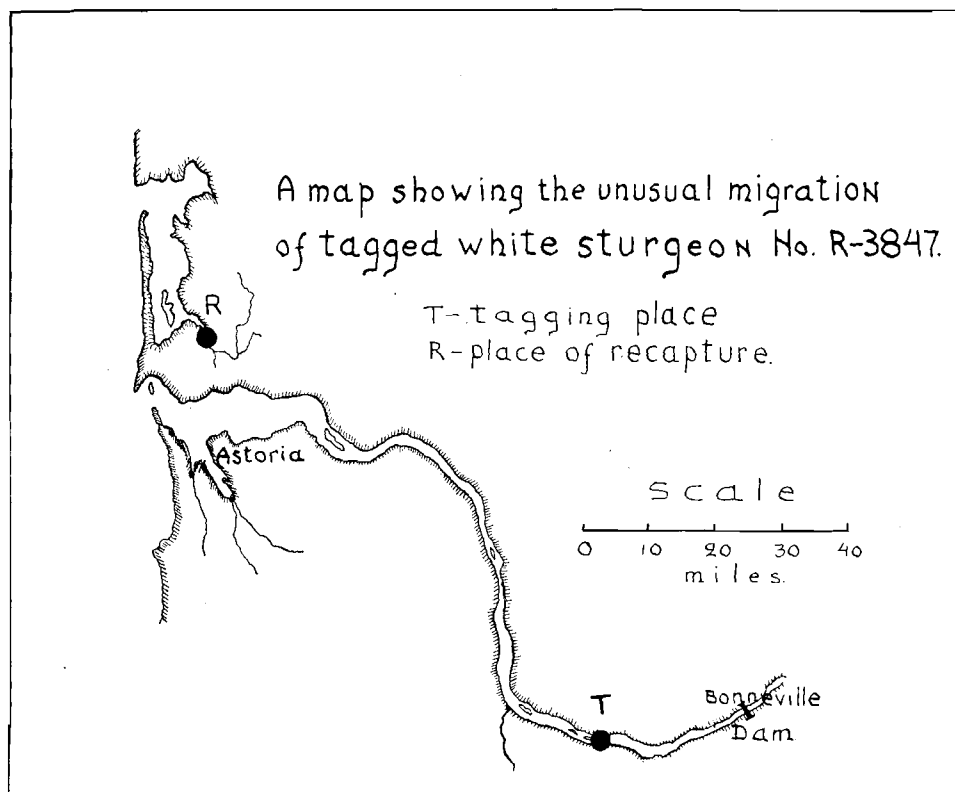 A map showing the unusual migration
of tagged white sturgeon No. R-3847.
T-tagging place
R-place of recapture.
R
Astoria
scale
0 10 20 30 40
miles.
T
Bonneville
Dam